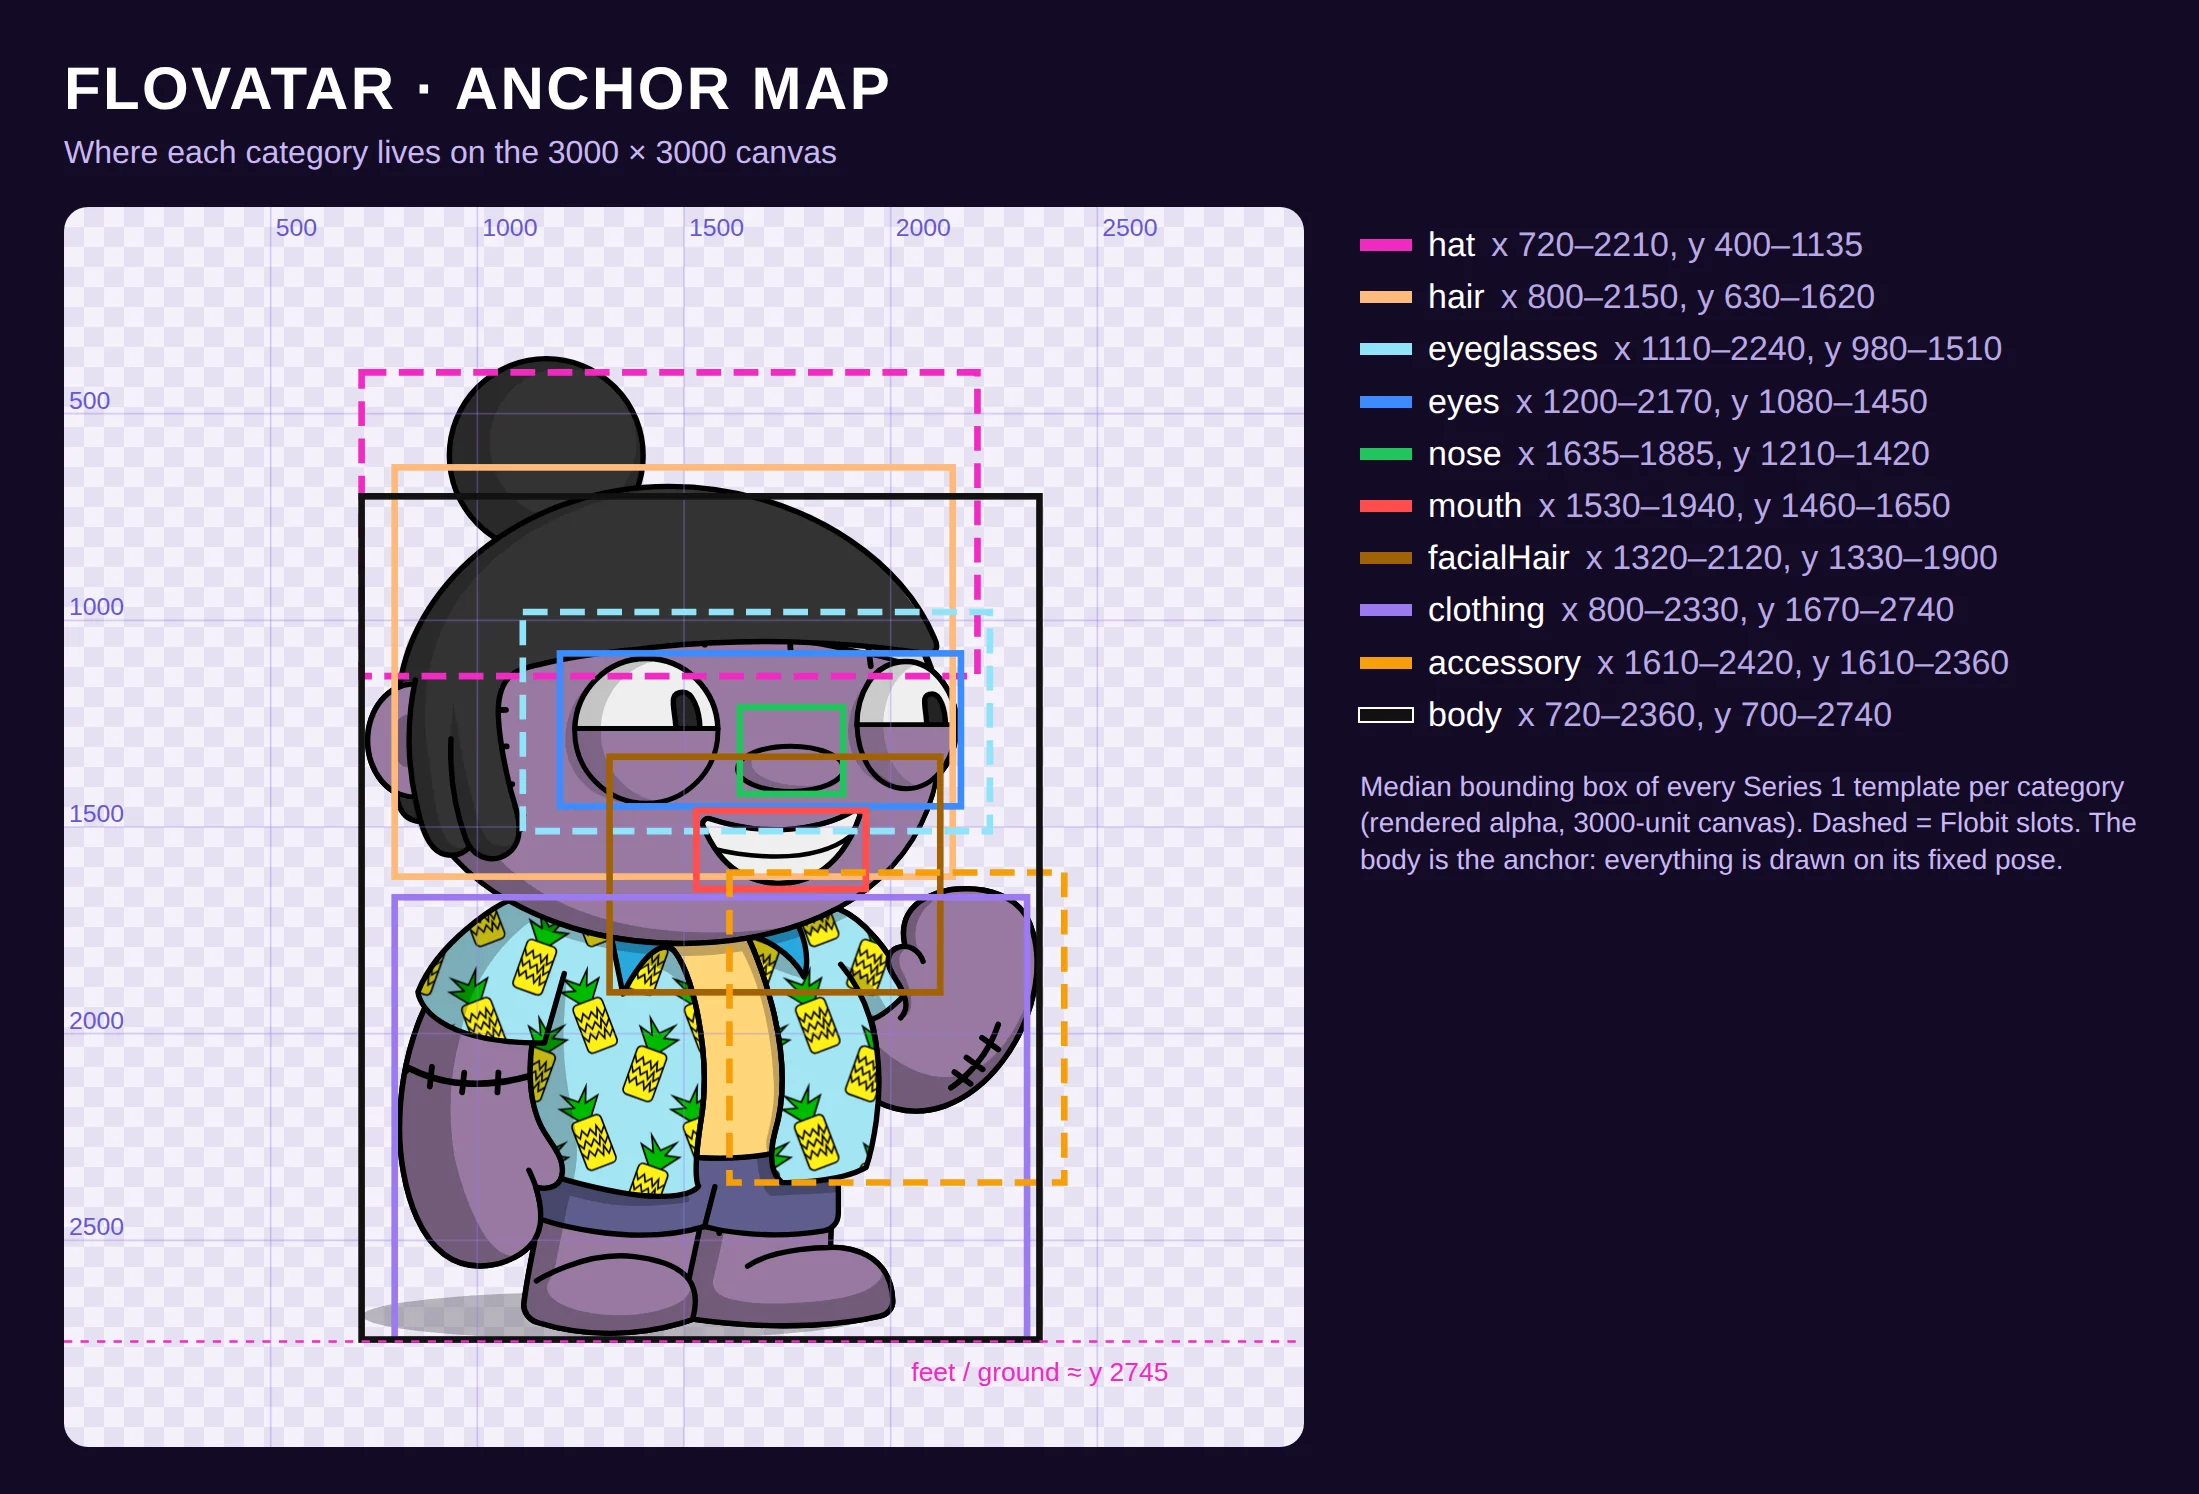 FLOVATAR · ANCHOR MAP
Where each category lives on the 3000 × 3000 canvas
500 1000 1500 2000 2500
500
1000
1500
2000
2500
feet / ground ≈ y 2745
hat x 720–2210, y 400–1135
hair x 800–2150, y 630–1620
eyeglasses x 1110–2240, y 980–1510
eyes x 1200–2170, y 1080–1450
nose x 1635–1885, y 1210–1420
mouth x 1530–1940, y 1460–1650
facialHair x 1320–2120, y 1330–1900
clothing x 800–2330, y 1670–2740
accessory x 1610–2420, y 1610–2360
body x 720–2360, y 700–2740
Median bounding box of every Series 1 template per category
(rendered alpha, 3000-unit canvas). Dashed = Flobit slots. The
body is the anchor: everything is drawn on its fixed pose.